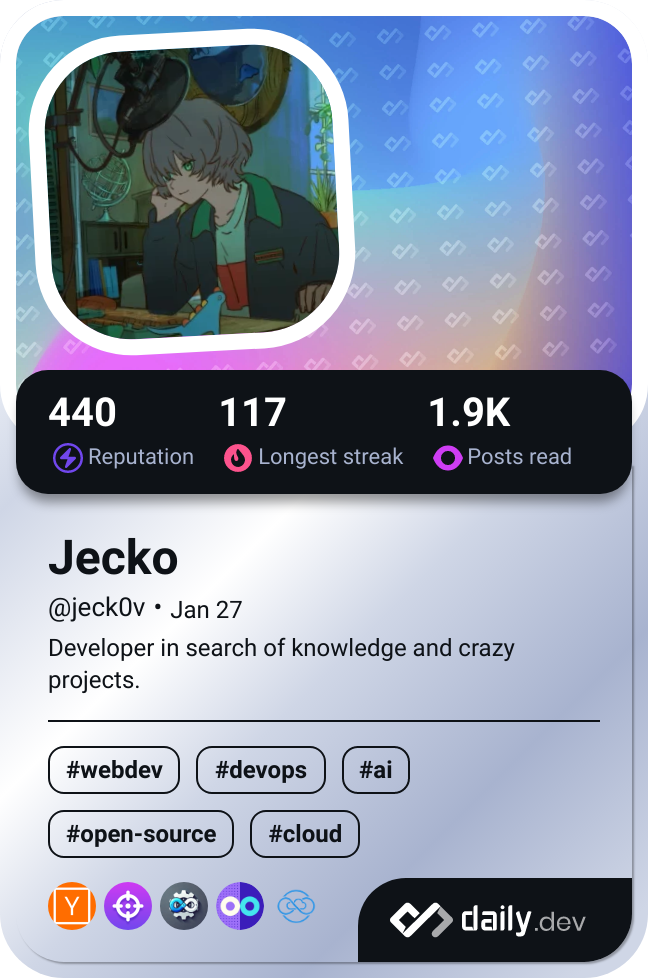 440 117 1.9K
Reputation Longest streak Posts read
Jecko
@jeck0v • Jan 27
Developer in search of knowledge and crazy
projects.
#webdev #devops #ai
#open-source #cloud
Y
daily.dev